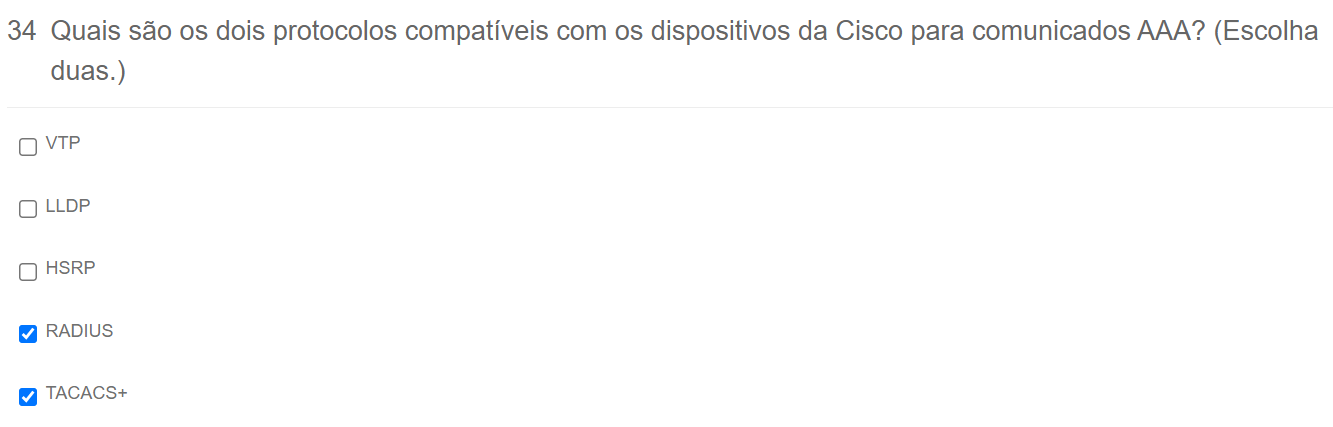 34 Quais são os dois protocolos compatíveis com os dispositivos da Cisco para comunicados AAA? (Escolha
duas.)
VTP
LLDP
HSRP
RADIUS
TACACS+